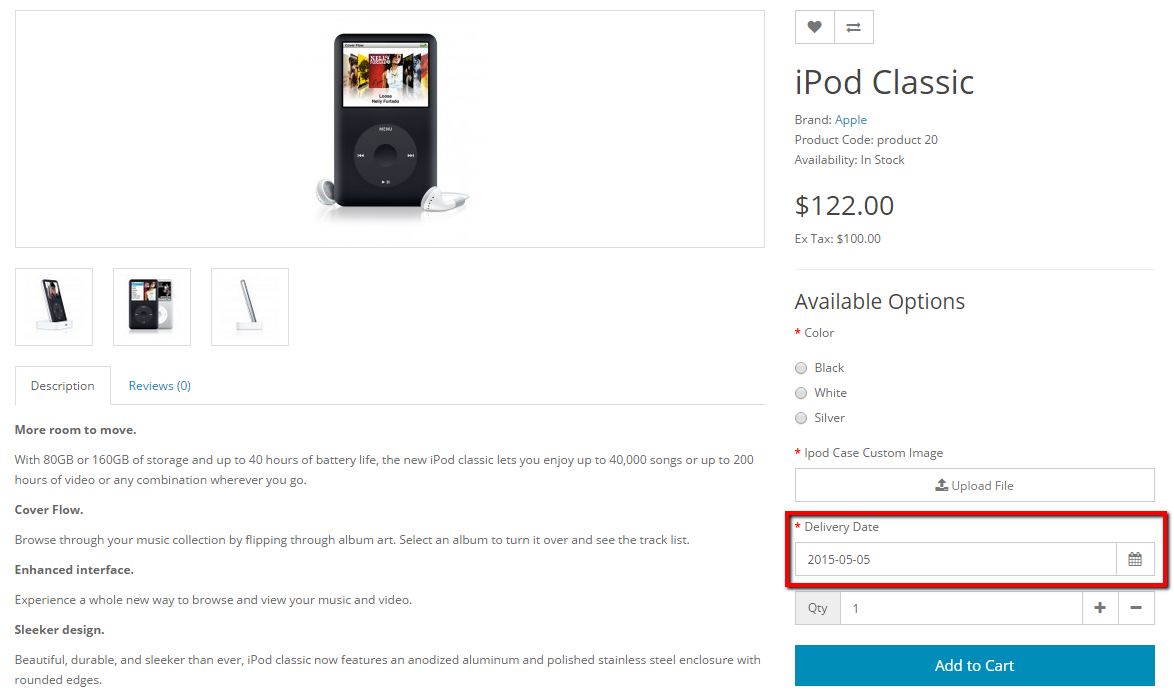 Cover Flow
Loose
Nelly Furtado
MENU
Description
Reviews (0)
More room to move.
With 80GB or 160GB of storage and up to 40 hours of battery life, the new iPod classic lets you enjoy up to 40,000 songs or up to 200
hours of video or any combination wherever you go.
Cover Flow.
Browse through your music collection by flipping through album art. Select an album to turn it over and see the track list.
Enhanced interface.
Experience a whole new way to browse and view your music and video.
Sleeker design.
Beautiful, durable, and sleeker than ever, iPod classic now features an anodized aluminum and polished stainless steel enclosure with
rounded edges.
iPod Classic
Brand: Apple
Product Code: product 20
Availability: In Stock
$122.00
Ex Tax: $100.00
Available Options
* Color
Black
White
Silver
* Ipod Case Custom Image
Upload File
* Delivery Date
2015-05-05
Qty 1
Add to Cart